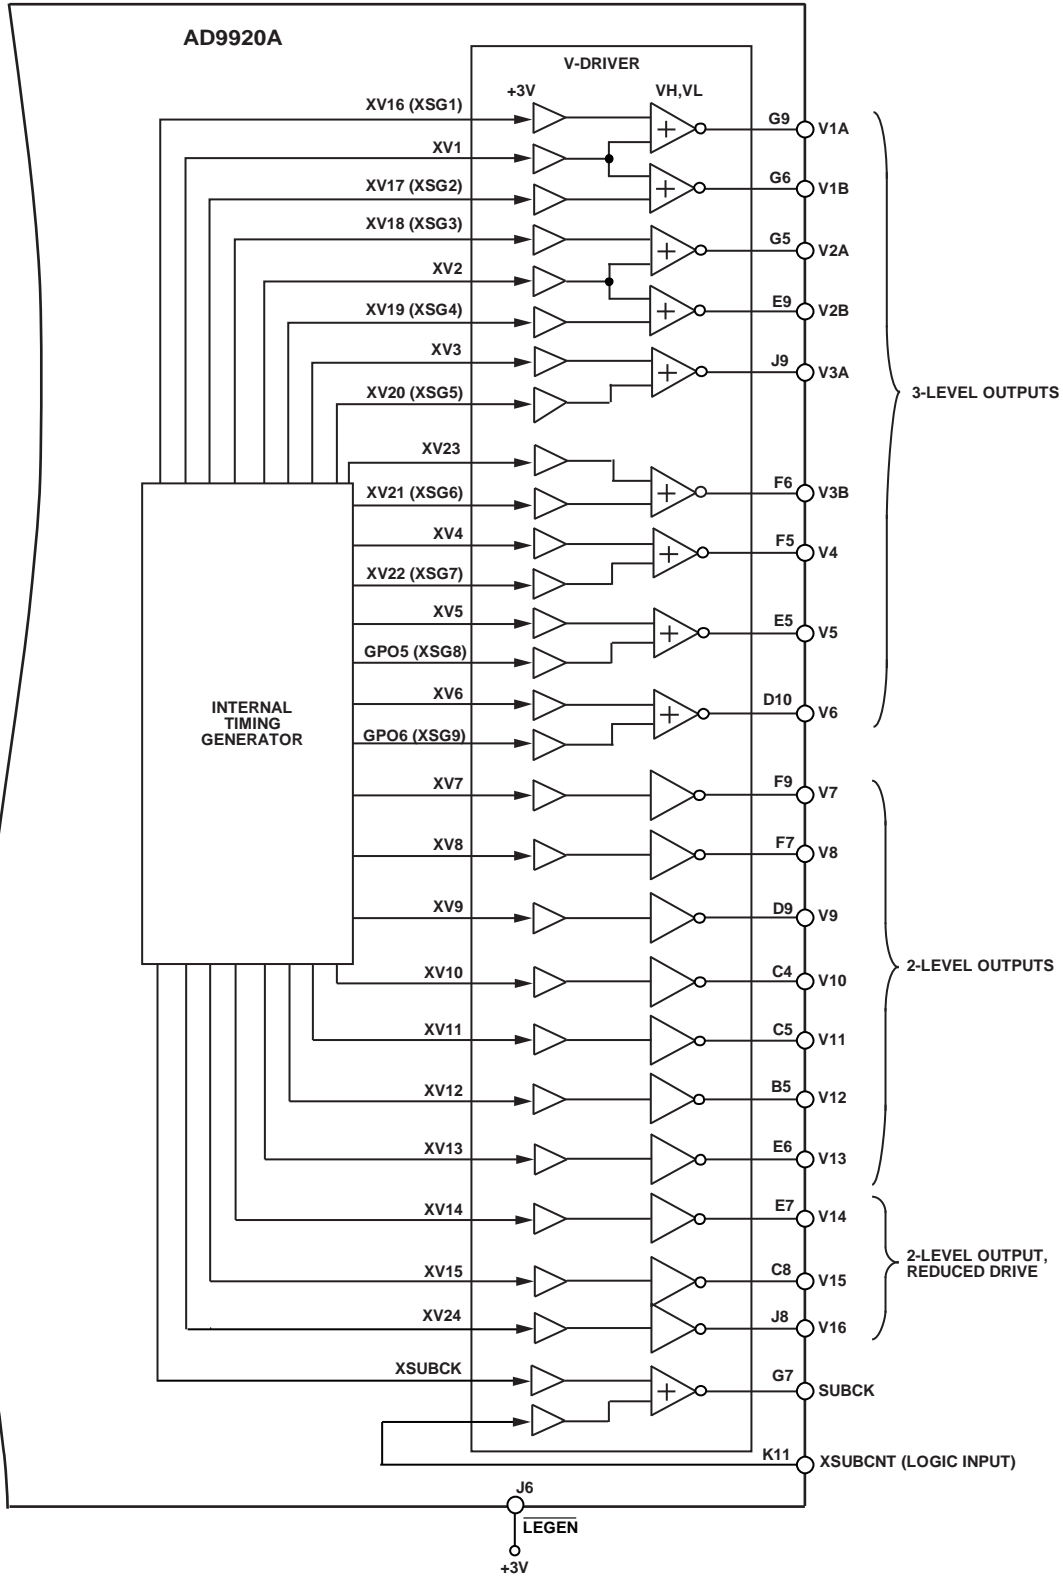 AD9920A
V-DRIVER
+3V
VH,VL
XV16 (XSG1)
G9
V1A
XV1
XV17 (XSG2)
G6
V1B
XV18 (XSG3)
G5
V2A
XV2
XV19 (XSG4)
E9
V2B
XV3
J9
V3A
XV20 (XSG5)
3-LEVEL OUTPUTS
XV23
F6
V3B
XV21 (XSG6)
XV4
F5
V4
XV22 (XSG7)
XV5
E5
V5
GPO5 (XSG8)
XV6
D10
V6
GPO6 (XSG9)
INTERNAL
TIMING
GENERATOR
XV7
F9
V7
XV8
F7
V8
XV9
D9
V9
2-LEVEL OUTPUTS
XV10
C4
V10
XV11
C5
V11
XV12
B5
V12
XV13
E6
V13
XV14
E7
V14
2-LEVEL OUTPUT,
REDUCED DRIVE
XV15
C8
V15
XV24
J8
V16
XSUBCK
G7
SUBCK
K11
XSUBCNT (LOGIC INPUT)
J6
LEGEN
+3V